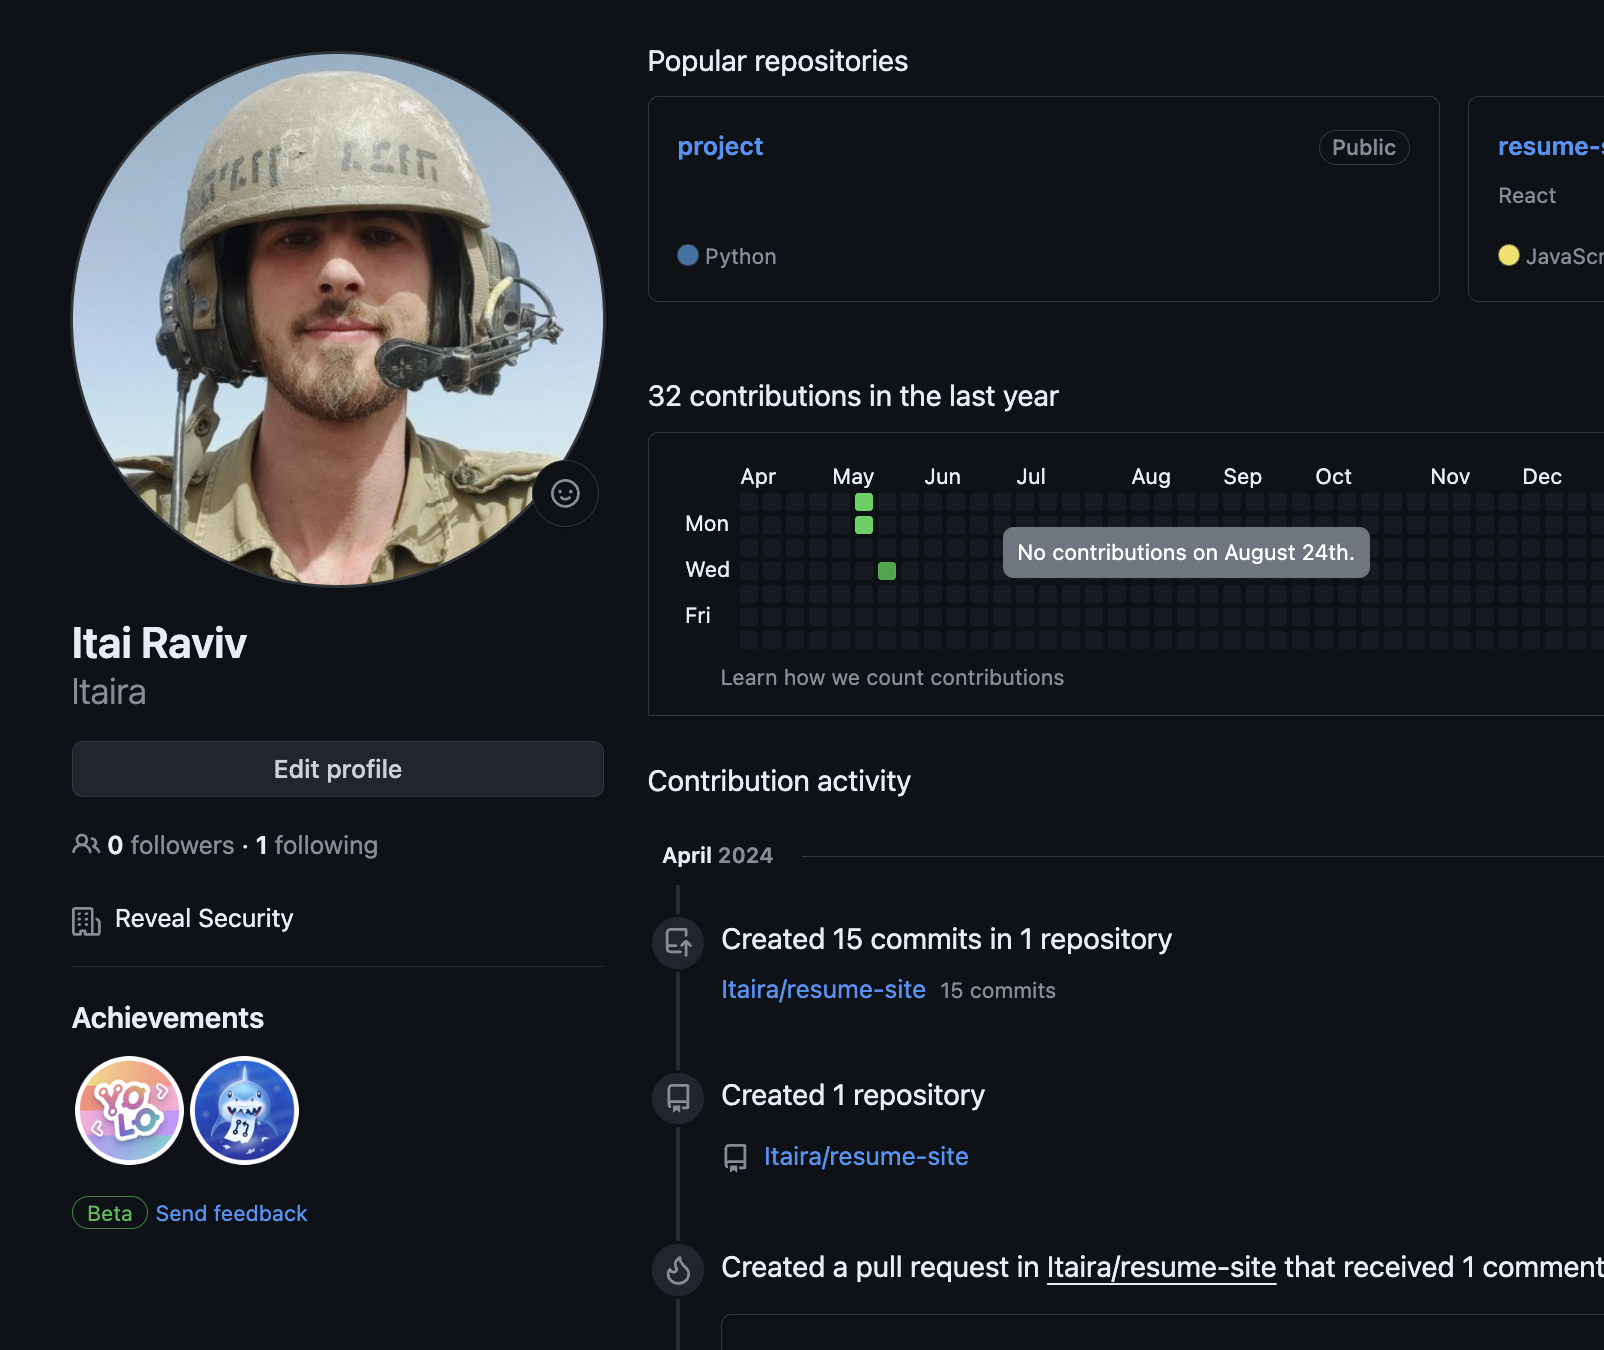 Popular repositories
project
Public
Python
resume-s
React
JavaScr
32 contributions in the last year
Apr May Jun Jul Aug Sep Oct Nov Dec
Mon
No contributions on August 24th.
Wed
Fri
Learn how we count contributions
Itai Raviv
Itaira
Edit profile
0 followers · 1 following
Reveal Security
Achievements
YOLO
Beta Send feedback
Contribution activity
April 2024
Created 15 commits in 1 repository
Itaira/resume-site 15 commits
Created 1 repository
Itaira/resume-site
Created a pull request in Itaira/resume-site that received 1 comment